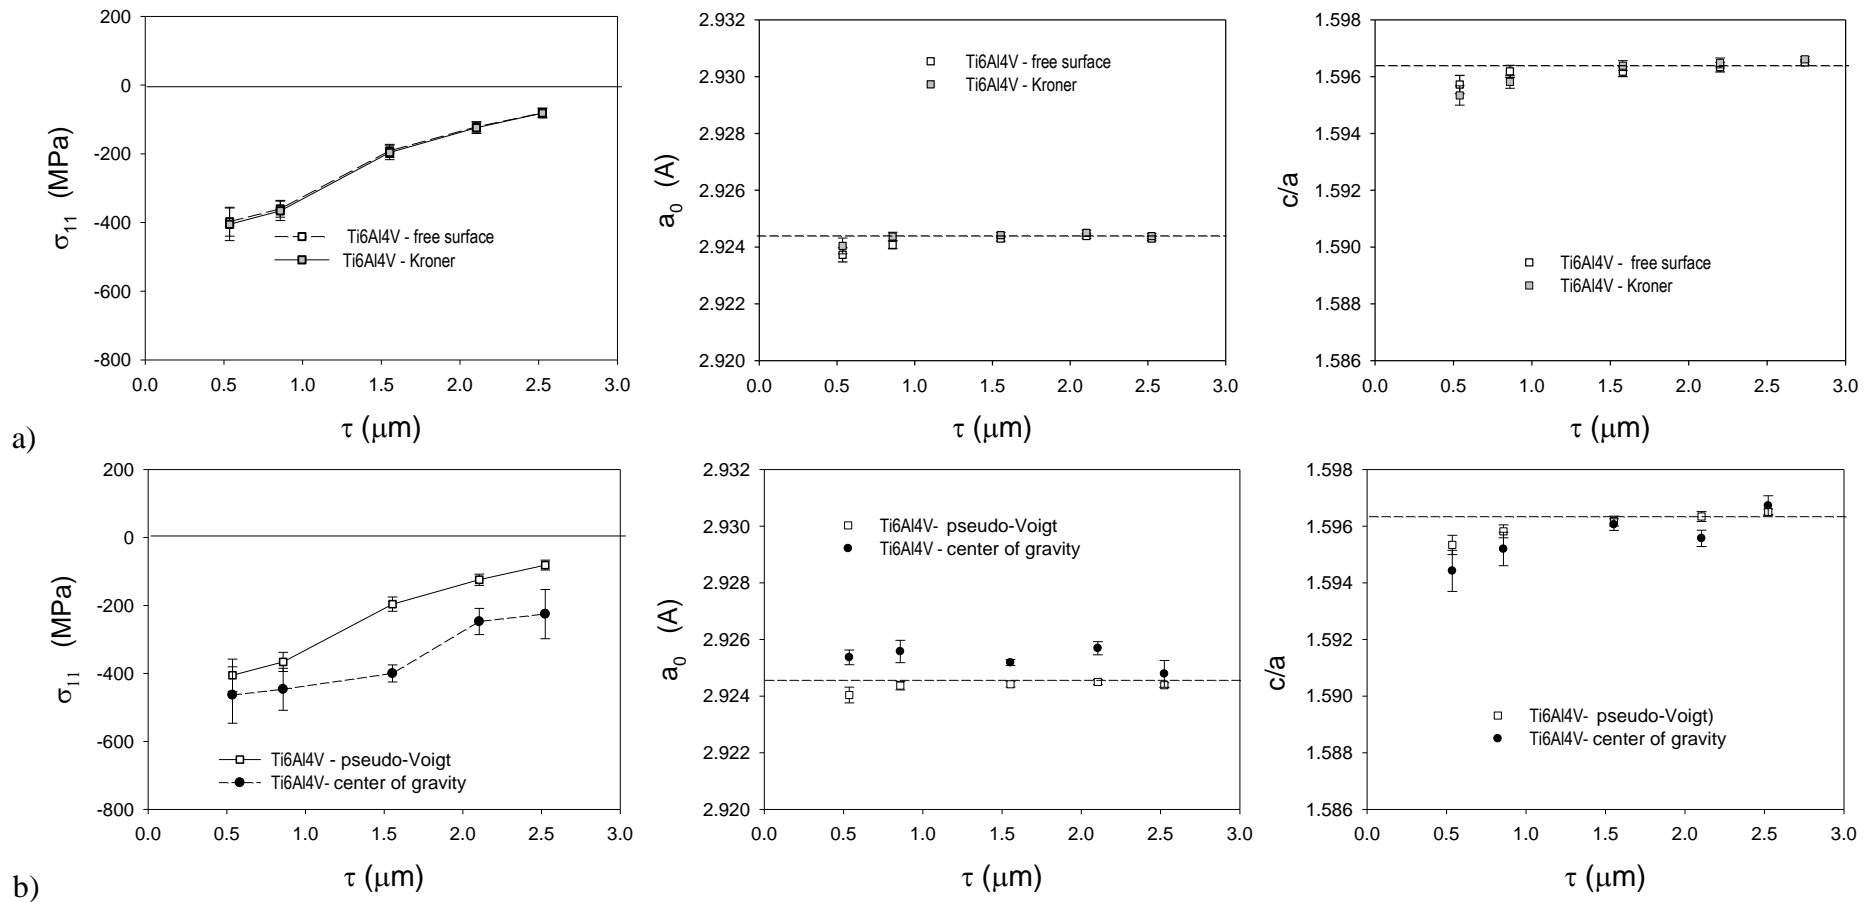 200
0
-200
-400
-600
-800
σ11 (MPa)
Ti6Al4V - free surface
Ti6Al4V - Kroner
0.0 0.5 1.0 1.5 2.0 2.5 3.0
τ (μm)
2.932
2.930
2.928
2.926
2.924
2.922
2.920
a0 (A)
Ti6Al4V - free surface
Ti6Al4V - Kroner
0.0 0.5 1.0 1.5 2.0 2.5 3.0
τ (μm)
1.598
1.596
1.594
1.592
1.590
1.588
1.586
c/a
Ti6Al4V - free surface
Ti6Al4V - Kroner
0.0 0.5 1.0 1.5 2.0 2.5 3.0
τ (μm)
a)
200
0
-200
-400
-600
-800
σ11 (MPa)
Ti6Al4V - pseudo-Voigt
Ti6Al4V- center of gravity
0.0 0.5 1.0 1.5 2.0 2.5 3.0
τ (μm)
2.932
2.930
2.928
2.926
2.924
2.922
2.920
a0 (A)
Ti6Al4V- pseudo-Voigt
Ti6Al4V - center of gravity
0.0 0.5 1.0 1.5 2.0 2.5 3.0
τ (μm)
1.598
1.596
1.594
1.592
1.590
1.588
1.586
c/a
Ti6Al4V- pseudo-Voigt)
Ti6Al4V- center of gravity
0.0 0.5 1.0 1.5 2.0 2.5 3.0
τ (μm)
b)